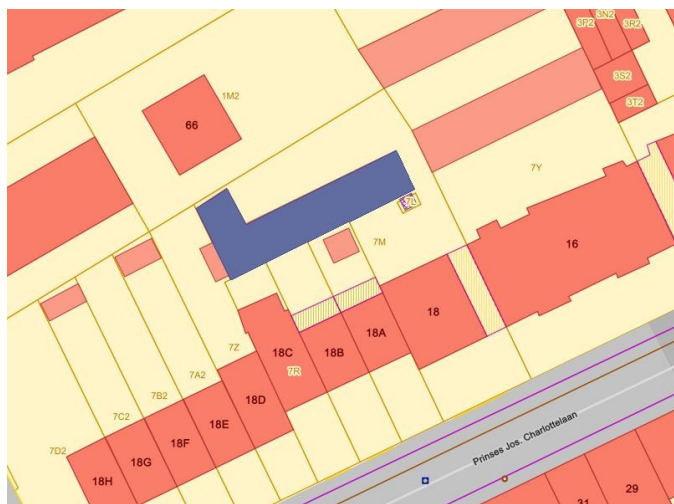 3P2
3N2
3R2
3S2
3T2
1M2
66
7Y
7M
16
18
18A
18B
18C
7R
7Z
18D
7A2
18E
7B2
18F
7C2
18G
7D2
18H
Prinses Jos. Charlottelaan
29
31